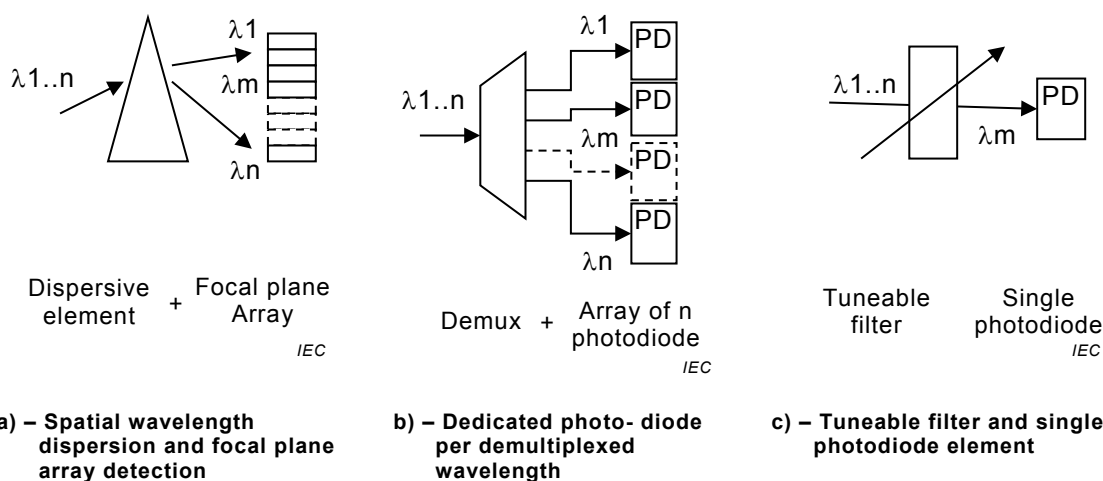 λ1
λ1..n
λm
λn
Dispersive
element
+
Focal plane
Array
IEC
a) – Spatial wavelength
dispersion and focal plane
array detection
λ1
PD
λ1..n
PD
λm
PD
PD
λn
Demux + Array of n
photodiode
IEC
b) – Dedicated photo- diode
per demultiplexed
wavelength
λ1..n
PD
λm
Tuneable
filter
Single
photodiode
IEC
c) – Tuneable filter and single
photodiode element